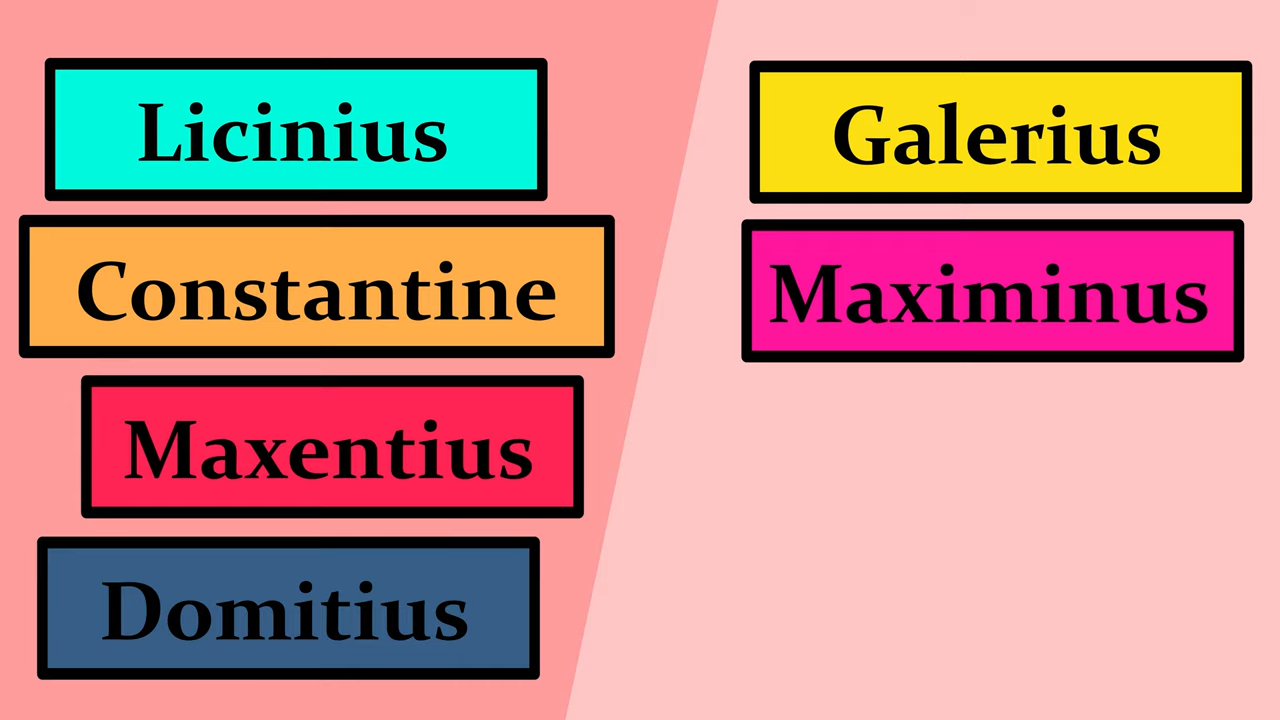 Licinius
Constantine
Maxentius
Domitius
Galerius
Maximinus